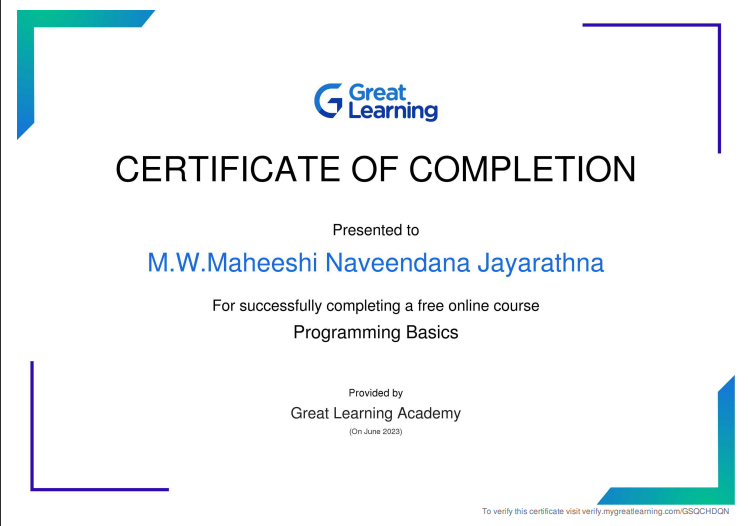 Great
Learning
CERTIFICATE OF COMPLETION
Presented to
M.W.Maheeshi Naveendana Jayarathna
For successfully completing a free online course
Programming Basics
Provided by
Great Learning Academy
(On June 2023)
To verify this certificate visit verify.mygreatlearning.com/GSQCHDQN